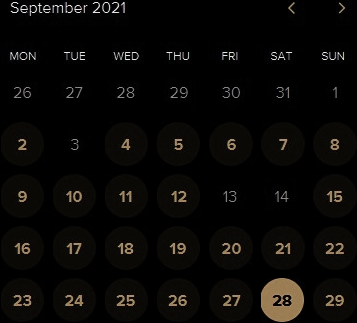 September 2021
MON TUE WED THU FRI SAT SUN
26 27 28 29 30 31 1
2 3 4 5 6 7 8
9 10 11 12 13 14 15
16 17 18 19 20 21 22
23 24 25 26 27 28 29